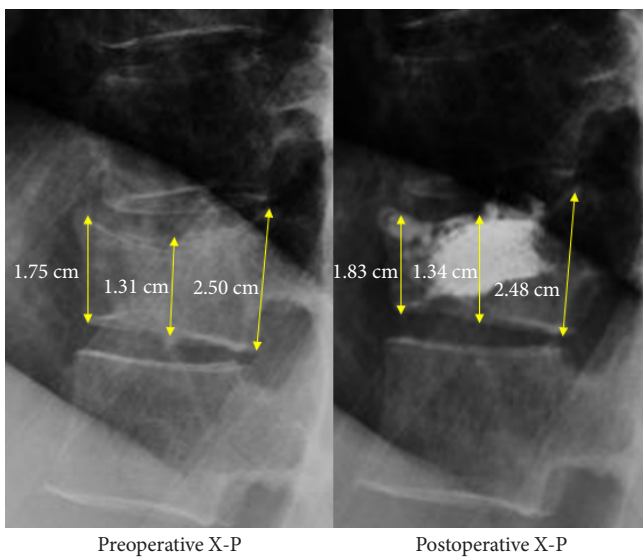 1.75 cm
1.31 cm
2.50 cm
1.83 cm
1.34 cm
2.48 cm
Preoperative X-P
Postoperative X-P